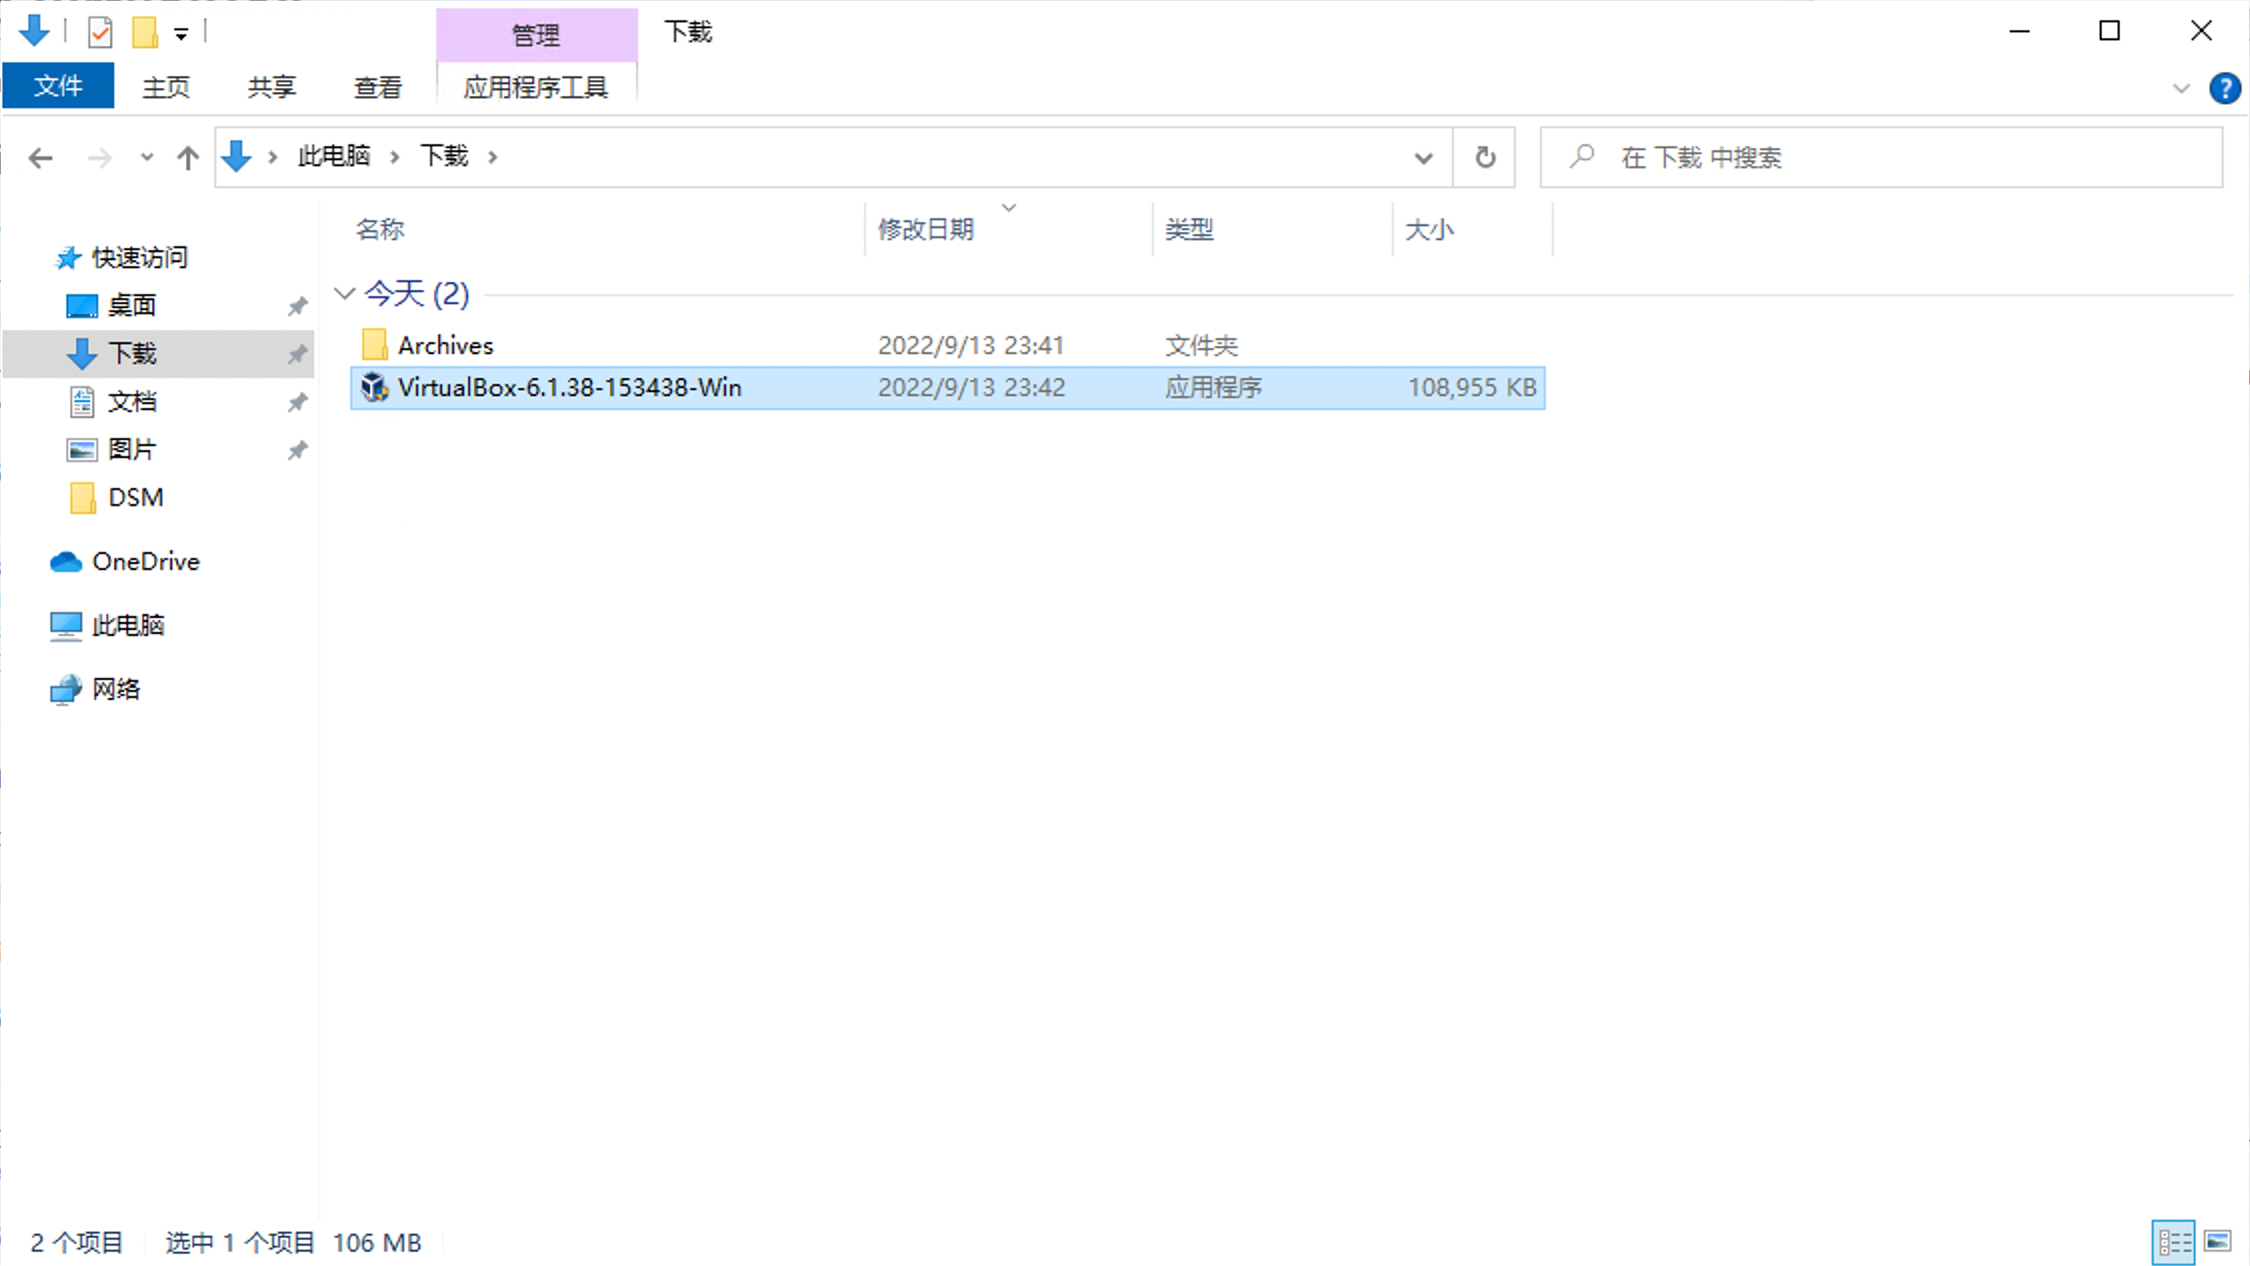 管理
下载
文件
主页
共享
查看
应用程序工具
此电脑
下载
在 下载 中搜索
名称
修改日期
类型
大小
快速访问
桌面
下载
文档
图片
DSM
OneDrive
此电脑
网络
今天 (2)
Archives 2022/9/13 23:41 文件夹
VirtualBox-6.1.38-153438-Win 2022/9/13 23:42 应用程序 108,955 KB
2 个项目 选中 1 个项目 106 MB